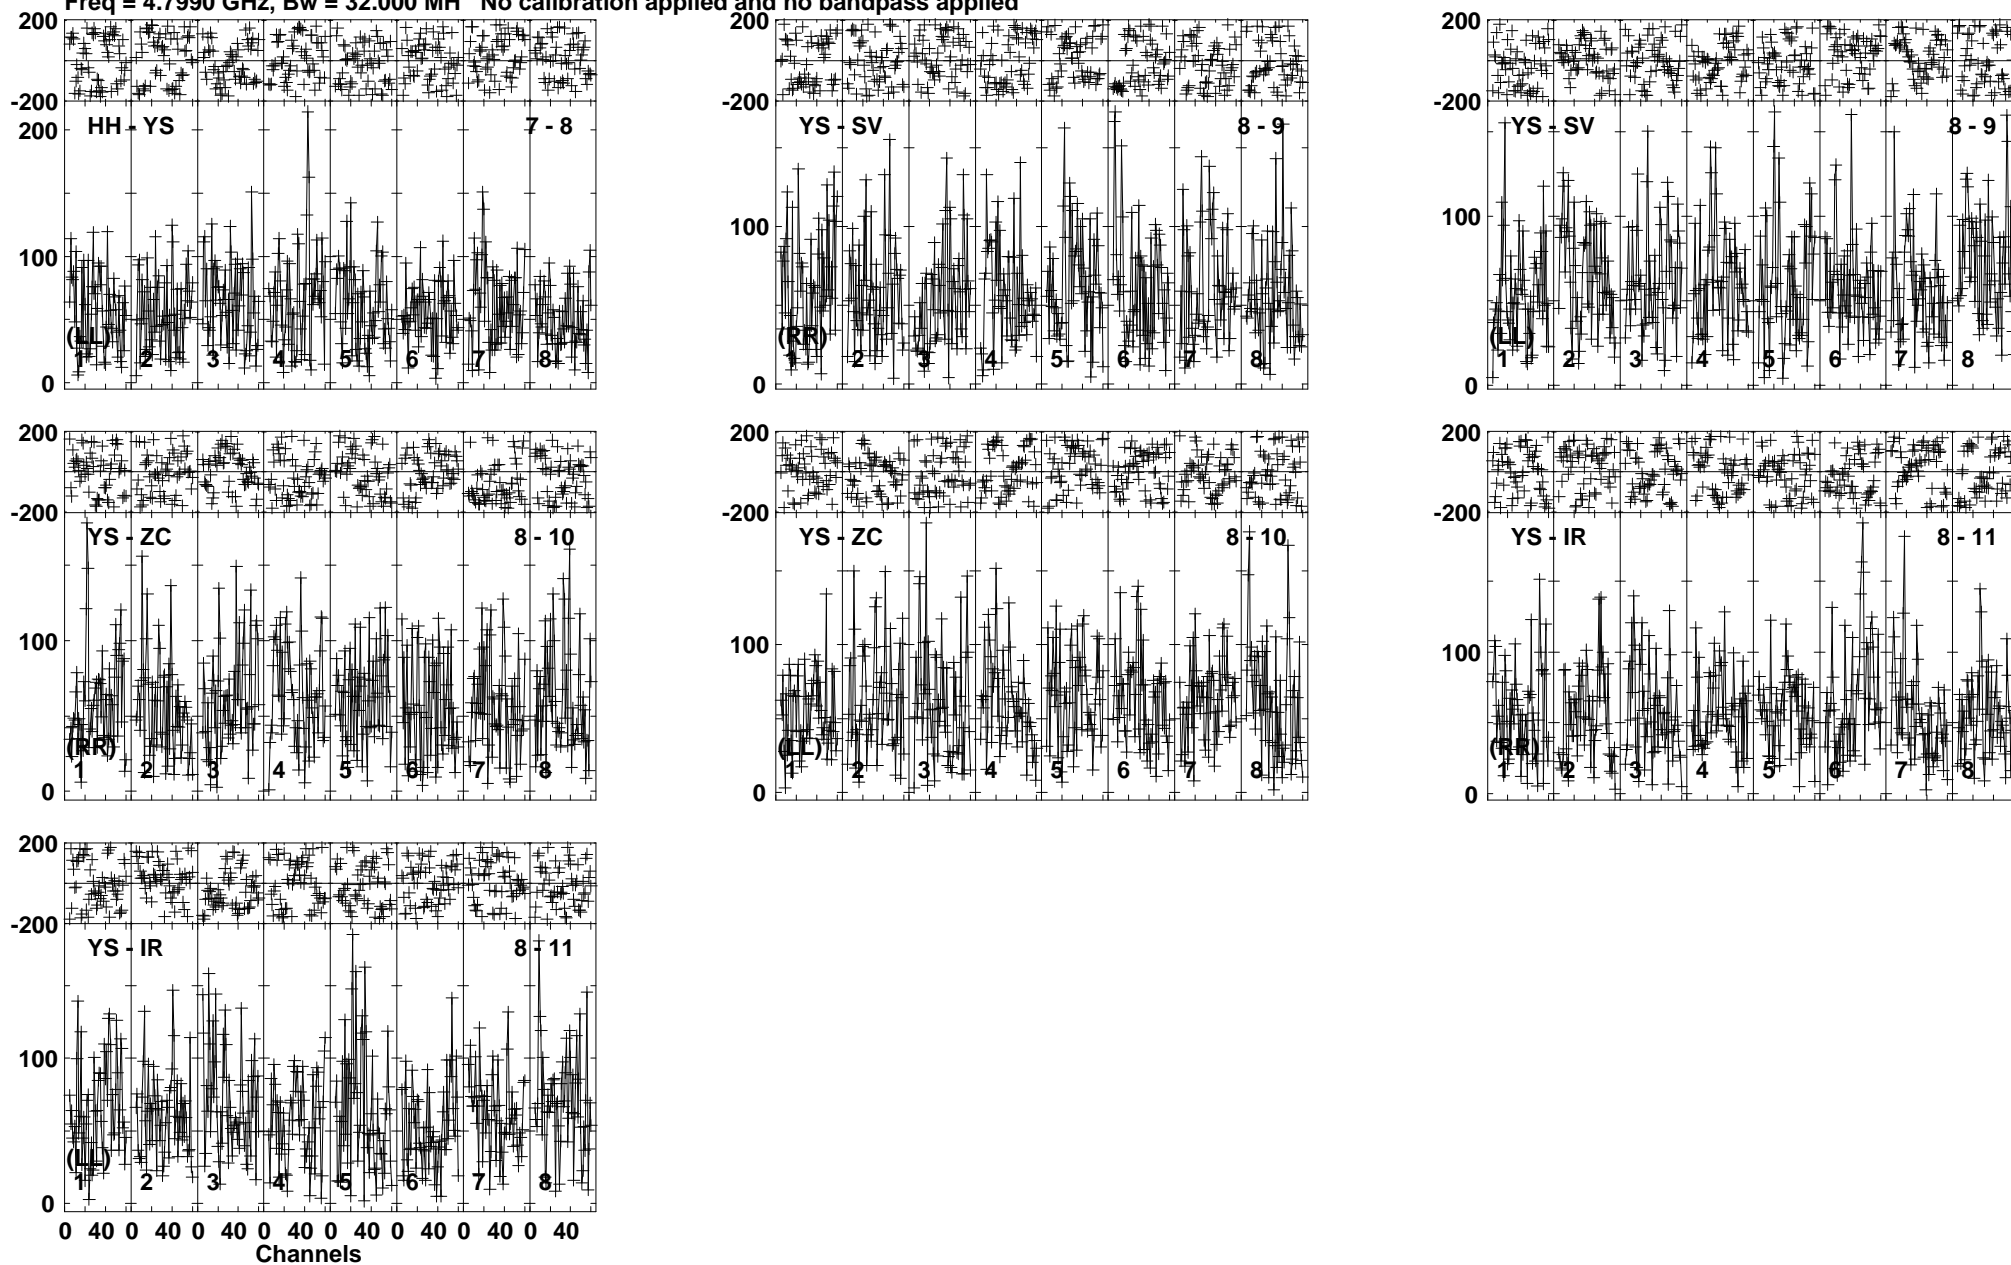 Freq = 4.7990 GHz, Bw = 32.000 MH No calibration applied and no bandpass applied
200
-200
200
100
0
HH - YS
7 - 8
(LL)
1 2 3 4 5 6 7 8
200
-200
100
0
YS - SV
8 - 9
(RR)
1 2 3 4 5 6 7 8
200
-200
100
0
YS - SV
8 - 9
(LL)
1 2 3 4 5 6 7 8
200
-200
100
0
YS - ZC
8 - 10
(RR)
1 2 3 4 5 6 7 8
200
-200
100
0
YS - ZC
8 - 10
(LL)
1 2 3 4 5 6 7 8
200
-200
100
0
YS - IR
8 - 11
(RR)
1 2 3 4 5 6 7 8
200
-200
100
0
YS - IR
8 - 11
(LL)
1 2 3 4 5 6 7 8
0 40 0 40 0 40 0 40 0 40 0 40 0 40 0 40
Channels